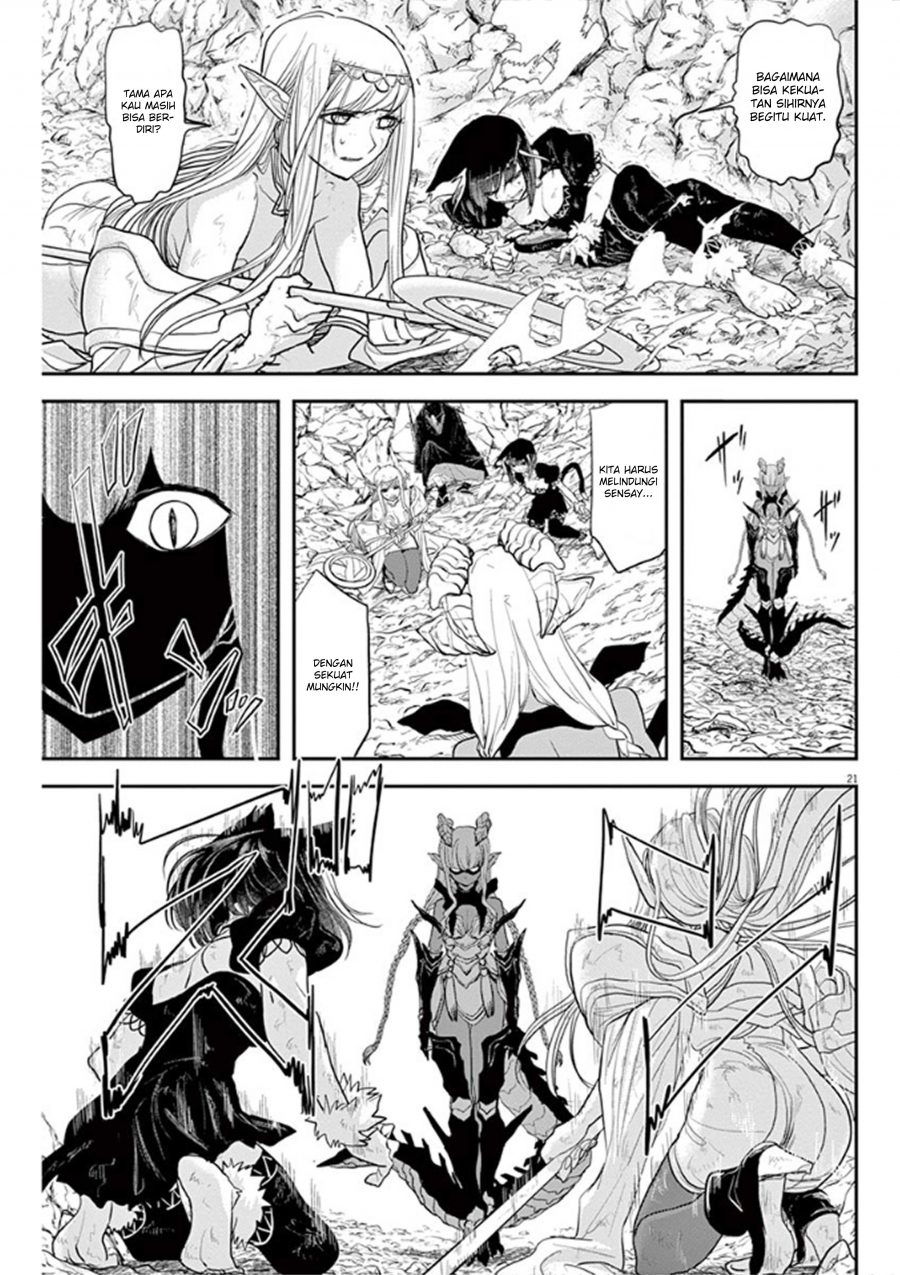 BAGAIMANA
BISA KEKUA-
TAN SIHIRNYA
BEGITU KUAT.
TAMA APA
KAU MASIH
BISA BER-
DIRI?
KITA HARUS
MELINDUNGI
SENSAY...
DENGAN
SEKUAT
MUNGKIN!!
21